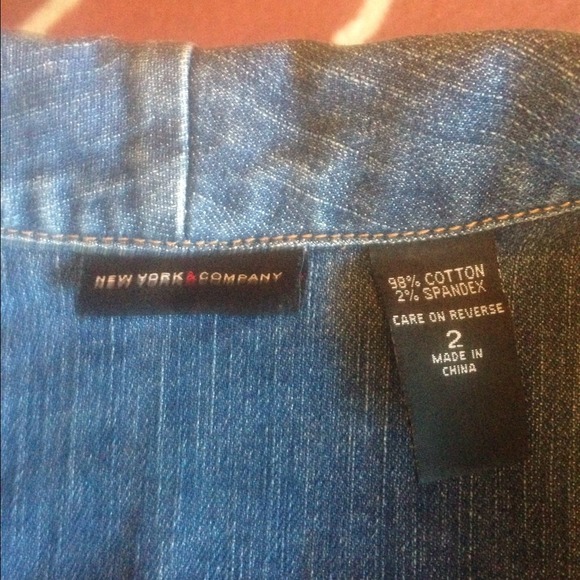 NEW YORK & COMPANY
98% COTTON
2% SPANDEX
CARE ON REVERSE
2
MADE IN
CHINA